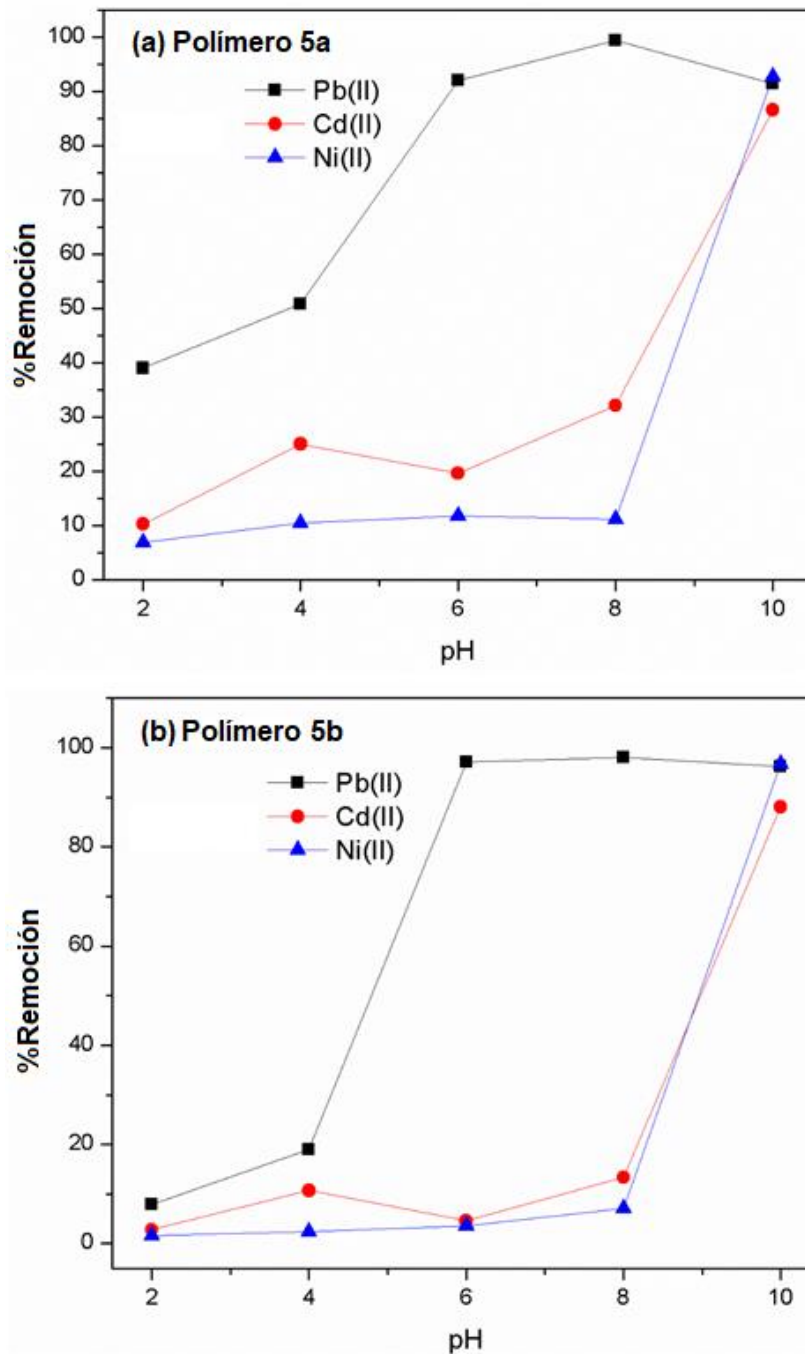 (a) Polímero 5a
Pb(II)
Cd(II)
Ni(II)
%Remoción
100
90
80
70
60
50
40
30
20
10
0
2 4 6 8 10
pH
(b) Polímero 5b
Pb(II)
Cd(II)
Ni(II)
%Remoción
100
80
60
40
20
0
2 4 6 8 10
pH